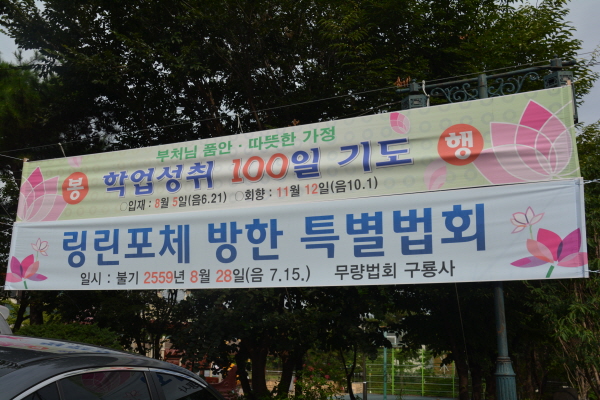 부처님 품안·따뜻한 가정
봉 학업성취 100일 기도 행
○입재 : 8월 5일(음6.21) ○회향 : 11월 12일(음10.1)
링린포체 방한 특별법회
일시 : 불기 2559년 8월 28일(음 7.15.) 무량법회 구룡사